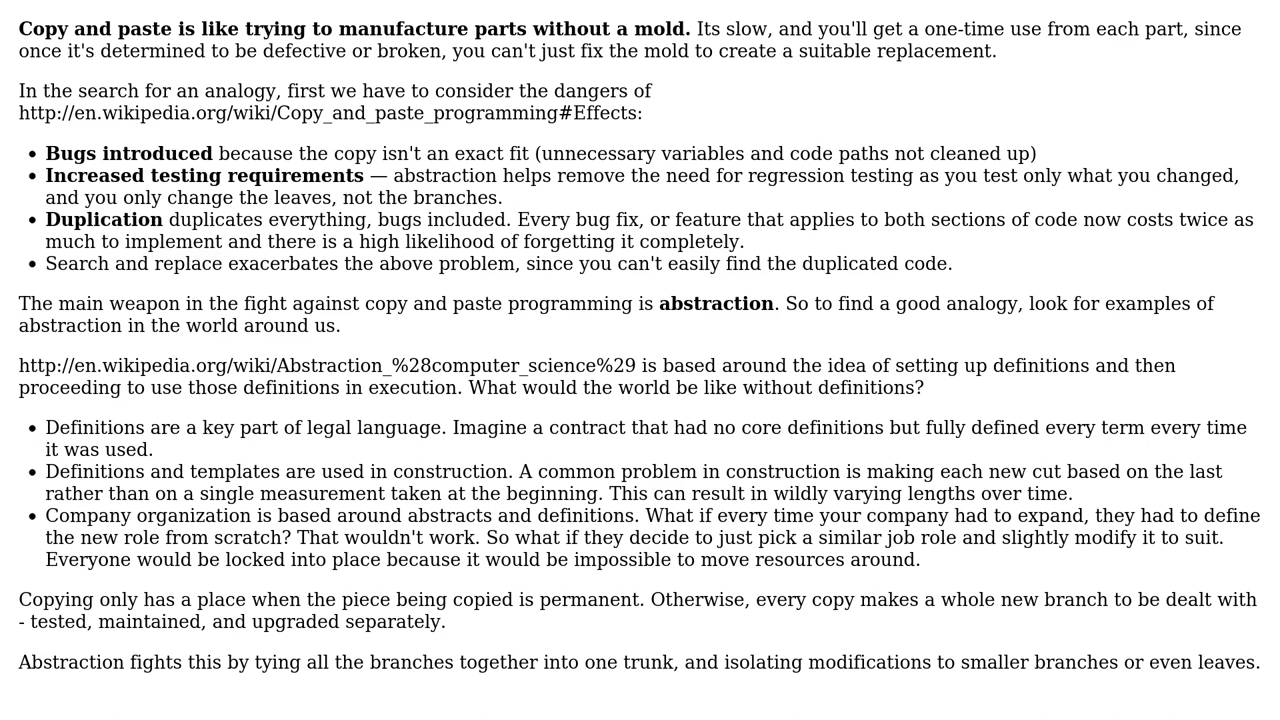 Copy and paste is like trying to manufacture parts without a mold. Its slow, and you'll get a one-time use from each part, since
once it's determined to be defective or broken, you can't just fix the mold to create a suitable replacement.
In the search for an analogy, first we have to consider the dangers of
http://en.wikipedia.org/wiki/Copy_and_paste_programming#Effects:
• Bugs introduced because the copy isn't an exact fit (unnecessary variables and code paths not cleaned up)
• Increased testing requirements — abstraction helps remove the need for regression testing as you test only what you changed,
and you only change the leaves, not the branches.
• Duplication duplicates everything, bugs included. Every bug fix, or feature that applies to both sections of code now costs twice as
much to implement and there is a high likelihood of forgetting it completely.
• Search and replace exacerbates the above problem, since you can't easily find the duplicated code.
The main weapon in the fight against copy and paste programming is abstraction. So to find a good analogy, look for examples of
abstraction in the world around us.
http://en.wikipedia.org/wiki/Abstraction_%28computer_science%29 is based around the idea of setting up definitions and then
proceeding to use those definitions in execution. What would the world be like without definitions?
• Definitions are a key part of legal language. Imagine a contract that had no core definitions but fully defined every term every time
it was used.
• Definitions and templates are used in construction. A common problem in construction is making each new cut based on the last
rather than on a single measurement taken at the beginning. This can result in wildly varying lengths over time.
• Company organization is based around abstracts and definitions. What if every time your company had to expand, they had to define
the new role from scratch? That wouldn't work. So what if they decide to just pick a similar job role and slightly modify it to suit.
Everyone would be locked into place because it would be impossible to move resources around.
Copying only has a place when the piece being copied is permanent. Otherwise, every copy makes a whole new branch to be dealt with
- tested, maintained, and upgraded separately.
Abstraction fights this by tying all the branches together into one trunk, and isolating modifications to smaller branches or even leaves.